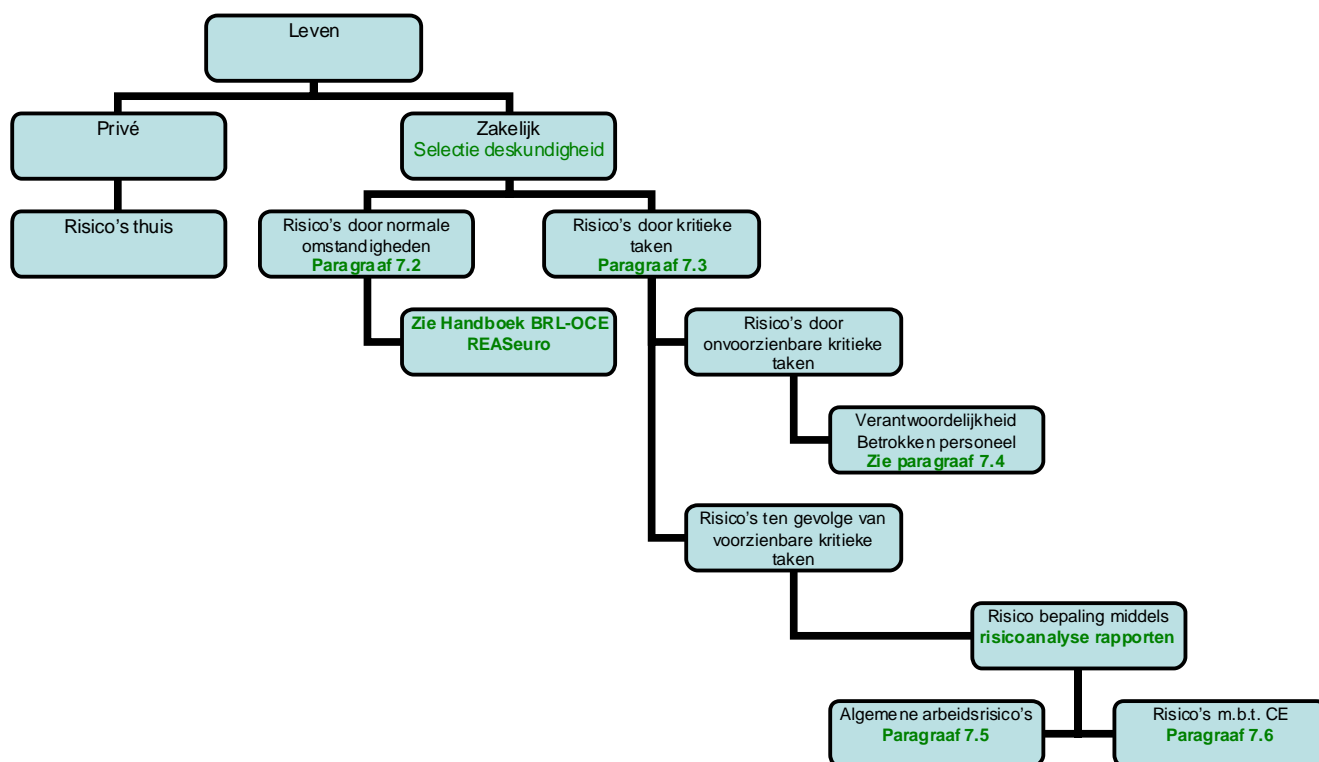 Leven
Privé
Zakelijk
Selectie deskundigheid
Risico's thuis
Risico's door normale
omstandigheden
Paragraaf 7.2
Risico's door kritieke
taken
Paragraaf 7.3
Zie Handboek BRL-OCE
REASeuro
Risico's door
onvoorzienbare kritieke
taken
Verantwoordelijkheid
Betrokken personeel
Zie paragraaf 7.4
Risico's ten gevolge van
voorzienbare kritieke
taken
Risico bepaling middels
risicoanalyse rapporten
Algemene arbeidsrisico's
Paragraaf 7.5
Risico's m.b.t. CE
Paragraaf 7.6